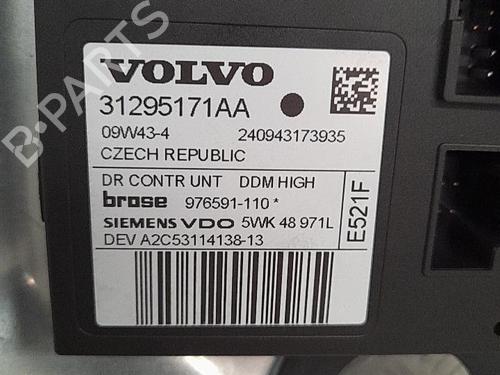 VOLVO
31295171AA
09W43-4 240943173935
CZECH REPUBLIC
DR CONTR UNT DDM HIGH
brose 976591-110 *
SIEMENS VDO 5WK 48 971L
DEV A2C53114138-13
E521F
B-PARTS